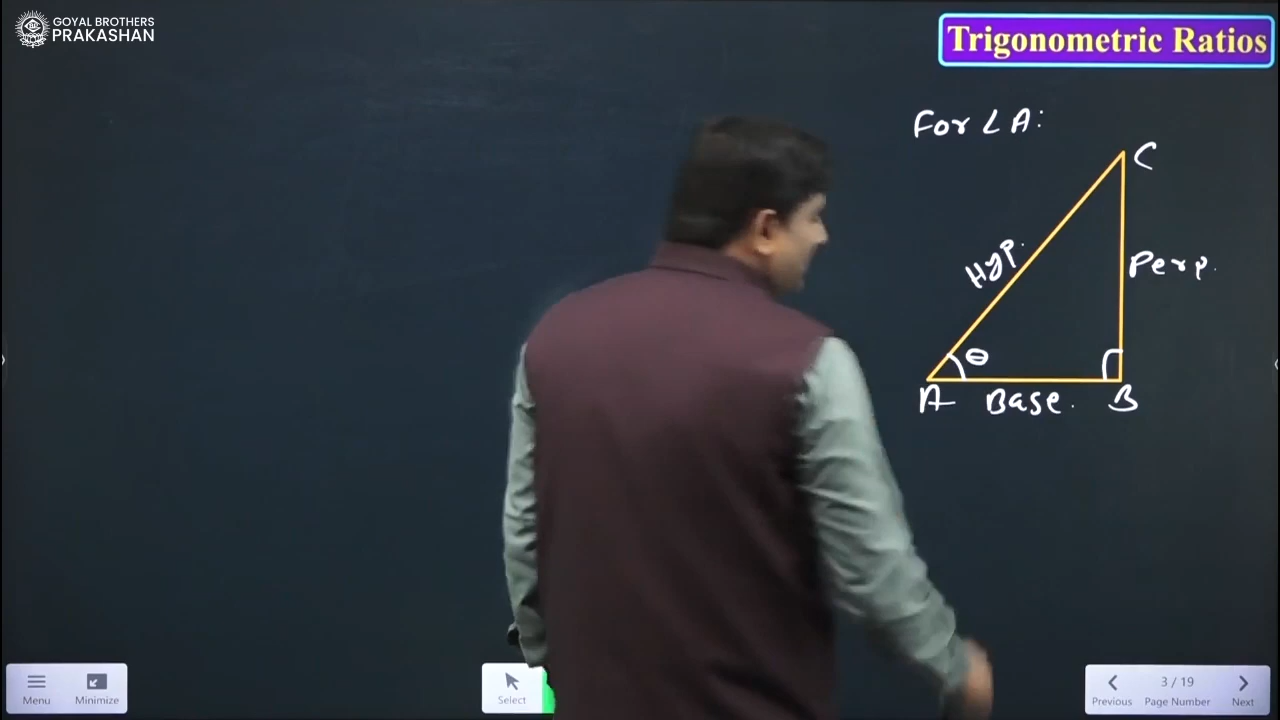 GOYAL BROTHERS
PRAKASHAN
Trigonometric Ratios
For ∠A:
C
Hyp.
Perp.
θ
A Base. B
Menu
Minimize
Select
Previous
3 / 19
Page Number
Next